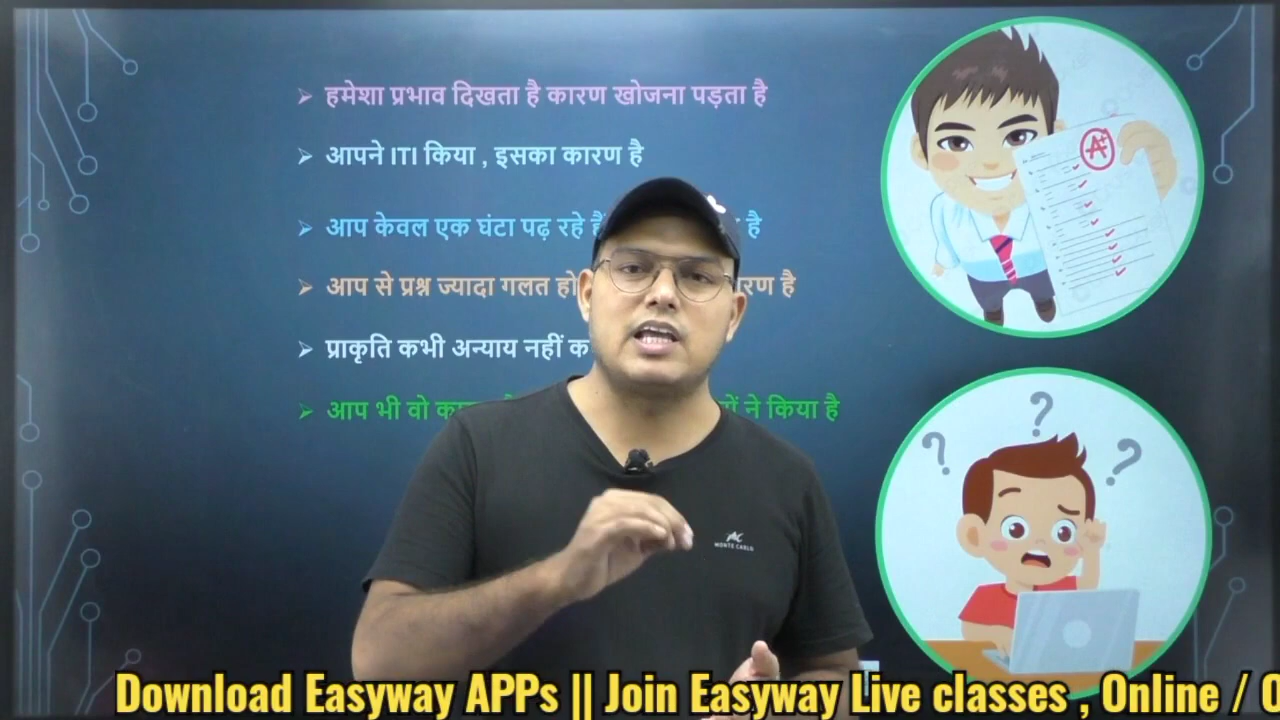 हमेशा प्रभाव दिखता है कारण खोजना पड़ता है
आपने ITI किया , इसका कारण है
आप केवल एक घंटा पढ़ रहे है
आप से प्रश्न ज्यादा गलत हो रण है
प्राकृति कभी अन्याय नहीं क
आप भी वो ने किया है
A+
MONTE CARLO
Download Easyway APPs || Join Easyway Live classes , Online / O